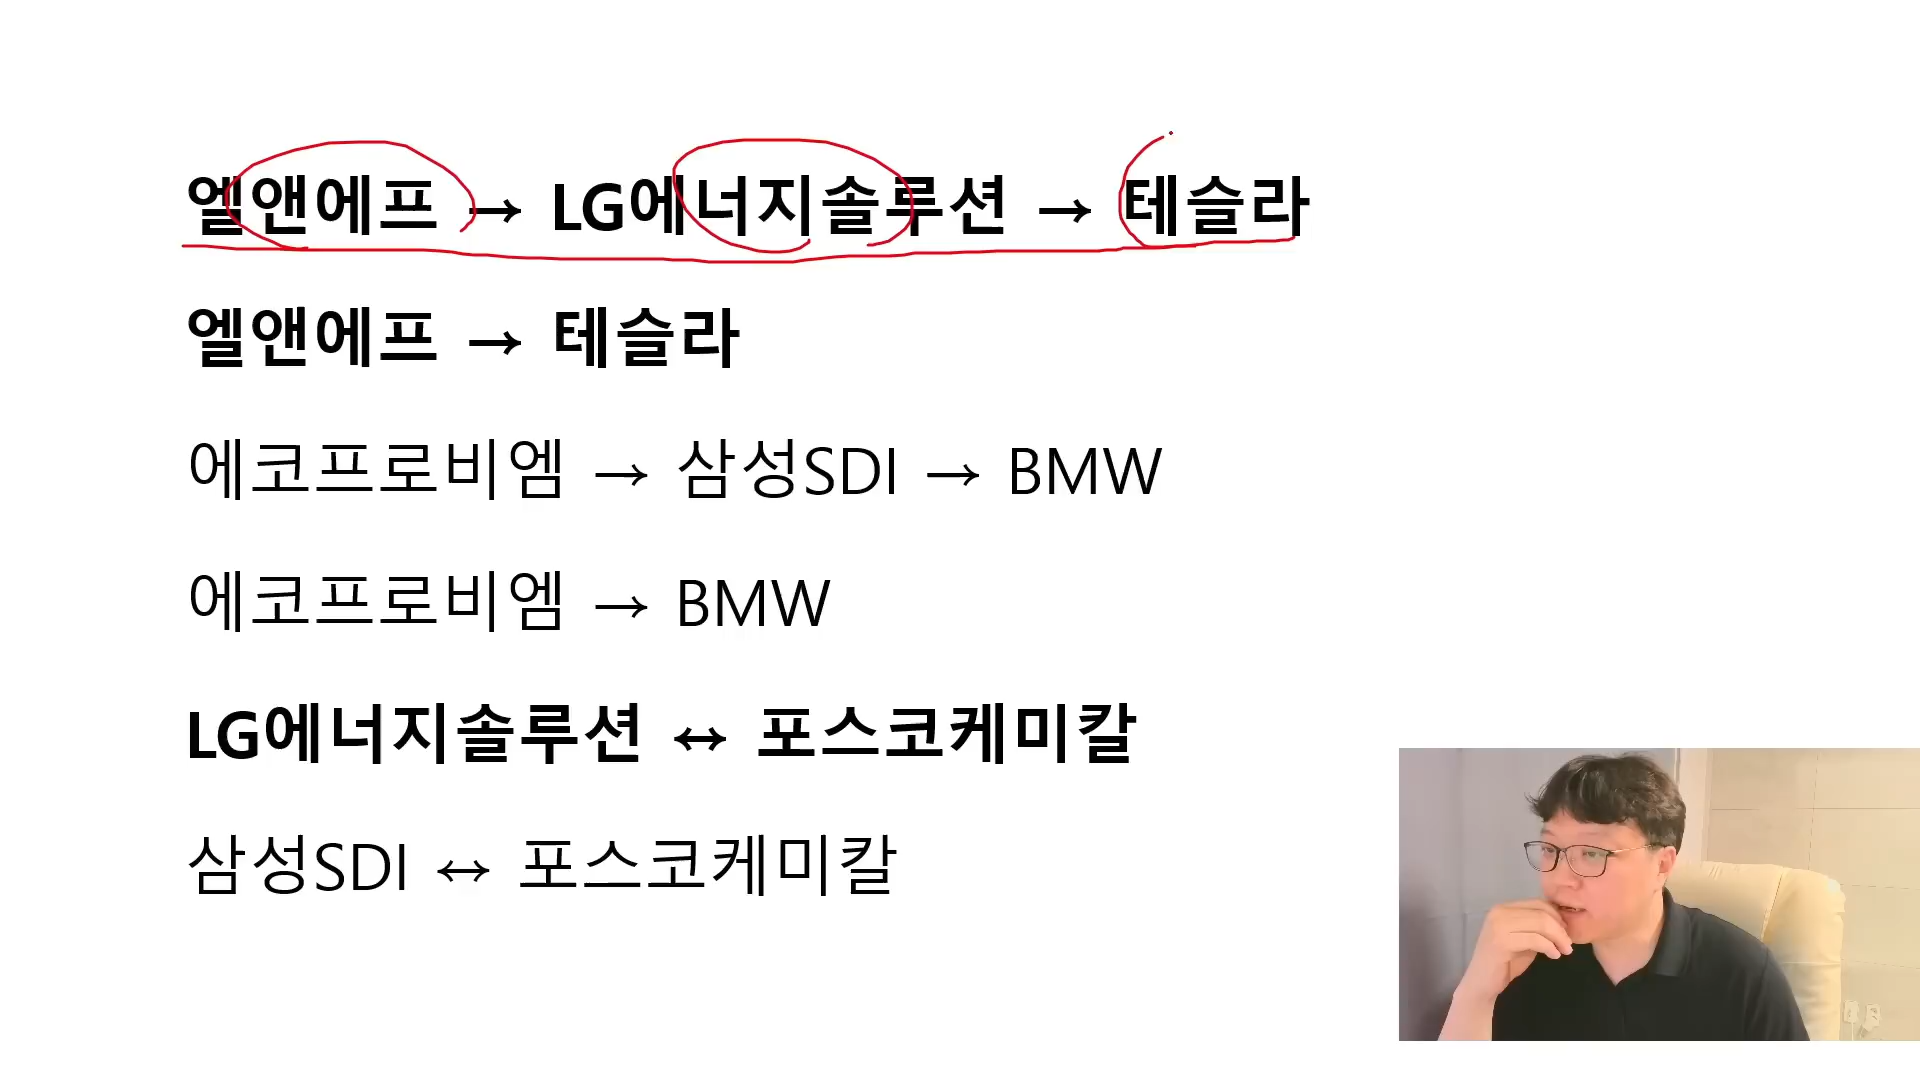 엘앤에프 → LG에너지솔루션 → 테슬라
엘앤에프 → 테슬라
에코프로비엠 → 삼성SDI → BMW
에코프로비엠 → BMW
LG에너지솔루션 ↔ 포스코케미칼
삼성SDI ↔ 포스코케미칼